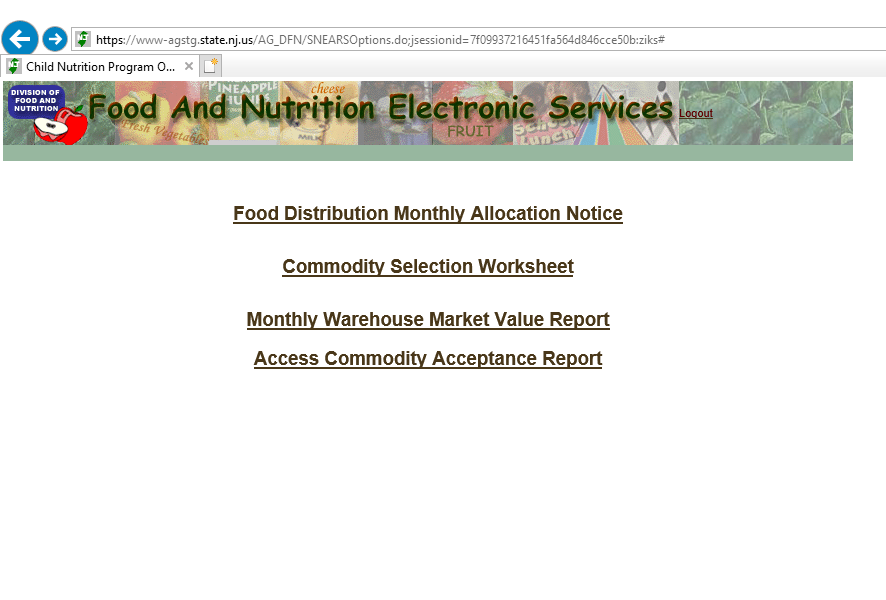 https://www-agstg.state.nj.us/AG_DFN/SNEARSOptions.do;jsessionid=7f09937216451fa564d846cce50b:ziks#
Child Nutrition Program O...
DIVISION OF
FOOD AND
NUTRITION
Food And Nutrition Electronic Services
Logout
PINEAPPLE
cheese
Fresh Vegetables
MILK
FRUIT
School
Lunch
Food Distribution Monthly Allocation Notice
Commodity Selection Worksheet
Monthly Warehouse Market Value Report
Access Commodity Acceptance Report